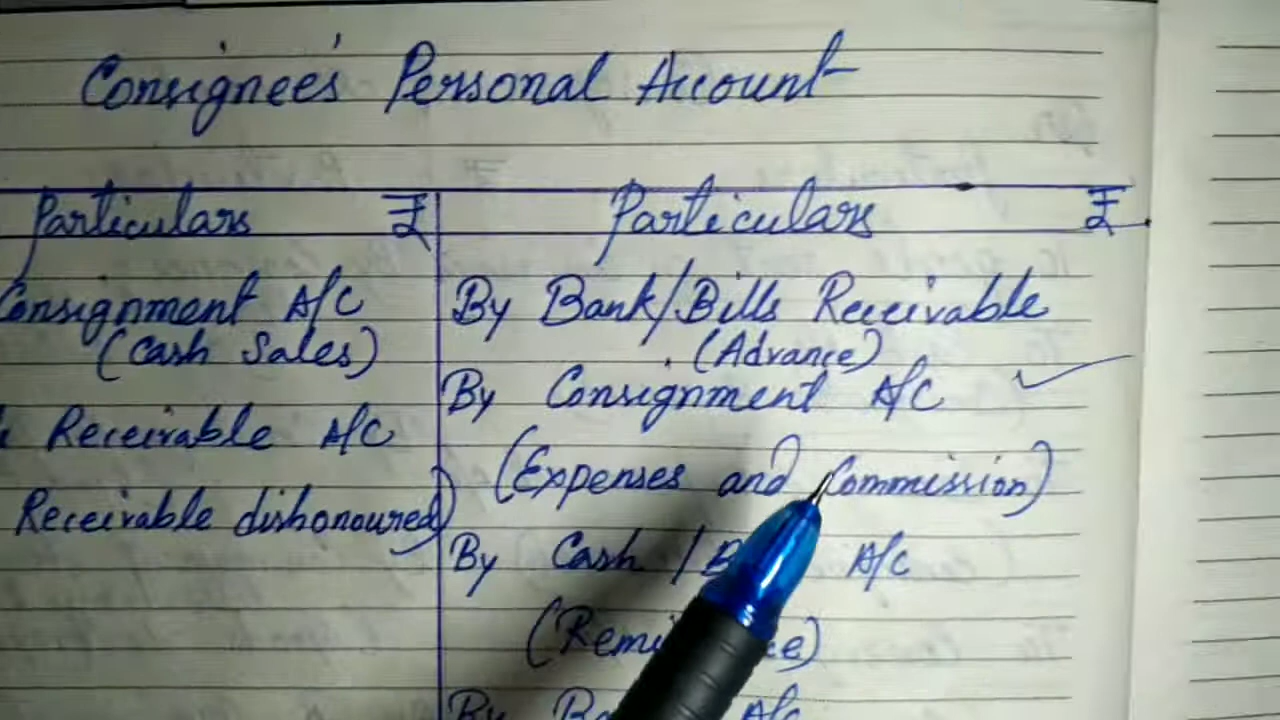 Consignee's Personal Account
Particulars ₹ Particulars ₹
Consignment A/C
(Cash Sales)
Receivable A/C
Receivable dishonoured)
By Bank/Bills Receivable
(Advance)
By Consignment A/C
(Expenses and Commission)
By Cash / A/C
By A/C